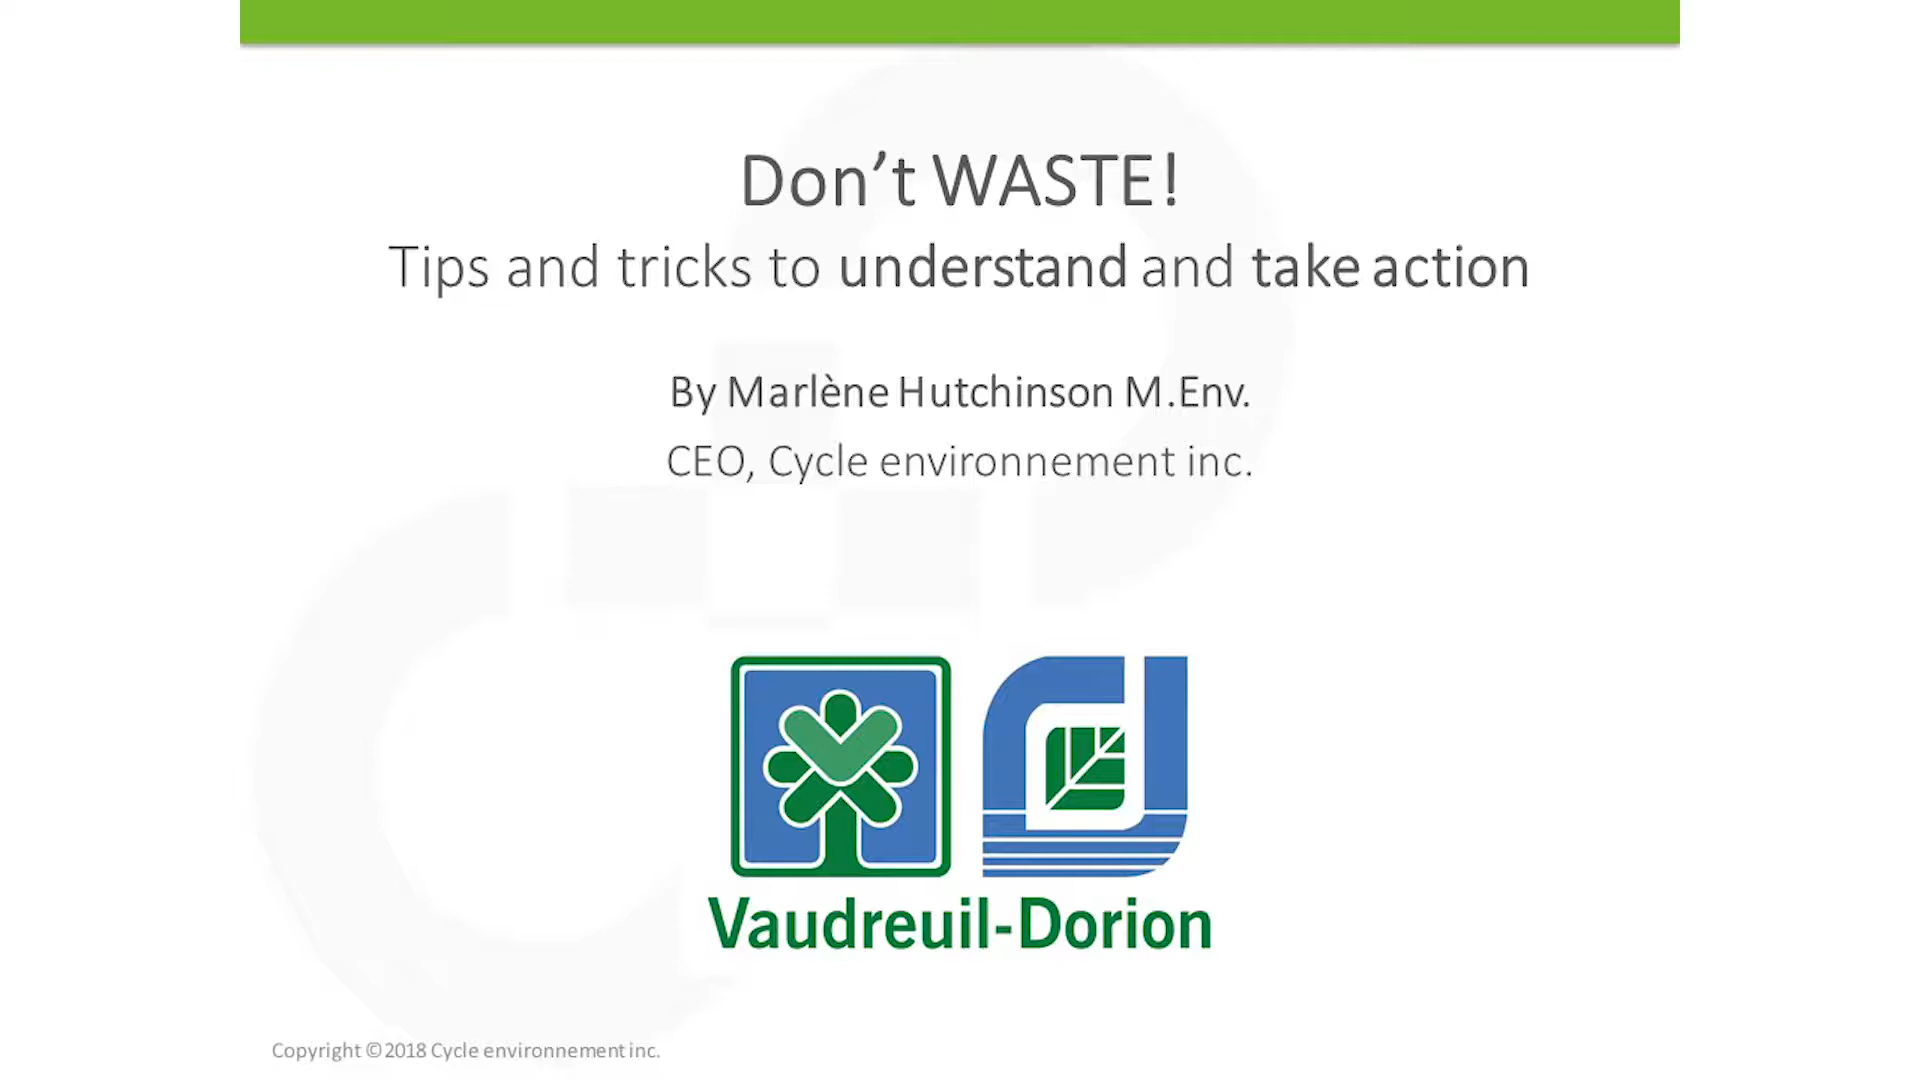 Don’t WASTE!
Tips and tricks to understand and take action
By Marlène Hutchinson M.Env.
CEO, Cycle environnement inc.
Vaudreuil-Dorion
Copyright ©2018 Cycle environnement inc.